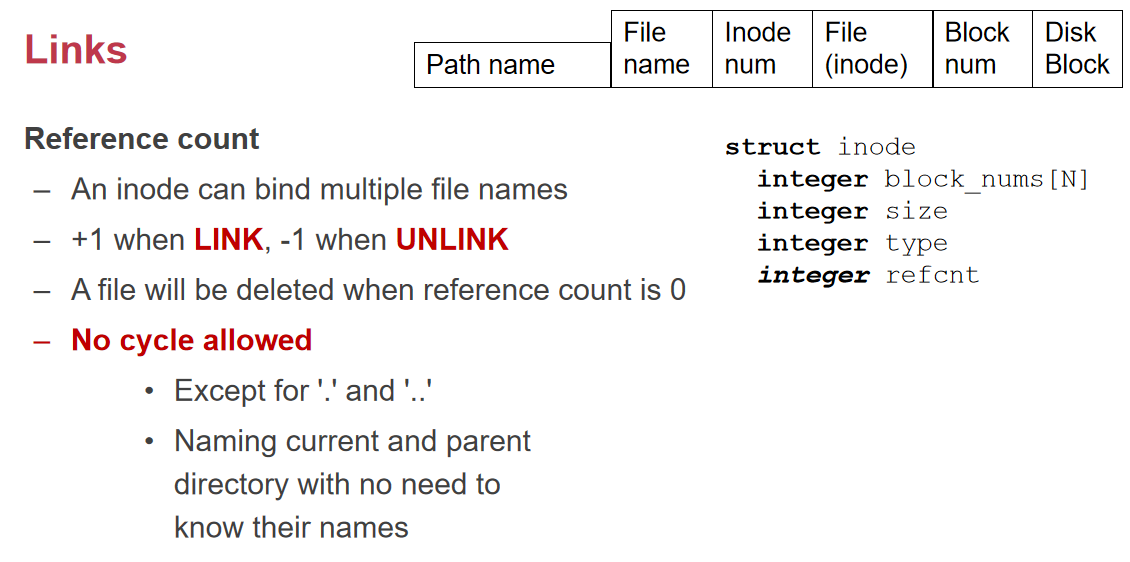 Links
Path name
File name
Inode num
File (inode)
Block num
Disk Block
Reference count
– An inode can bind multiple file names
– +1 when LINK, -1 when UNLINK
– A file will be deleted when reference count is 0
– No cycle allowed
• Except for '.' and '..'
• Naming current and parent
directory with no need to
know their names
struct inode
integer block_nums[N]
integer size
integer type
integer refcnt